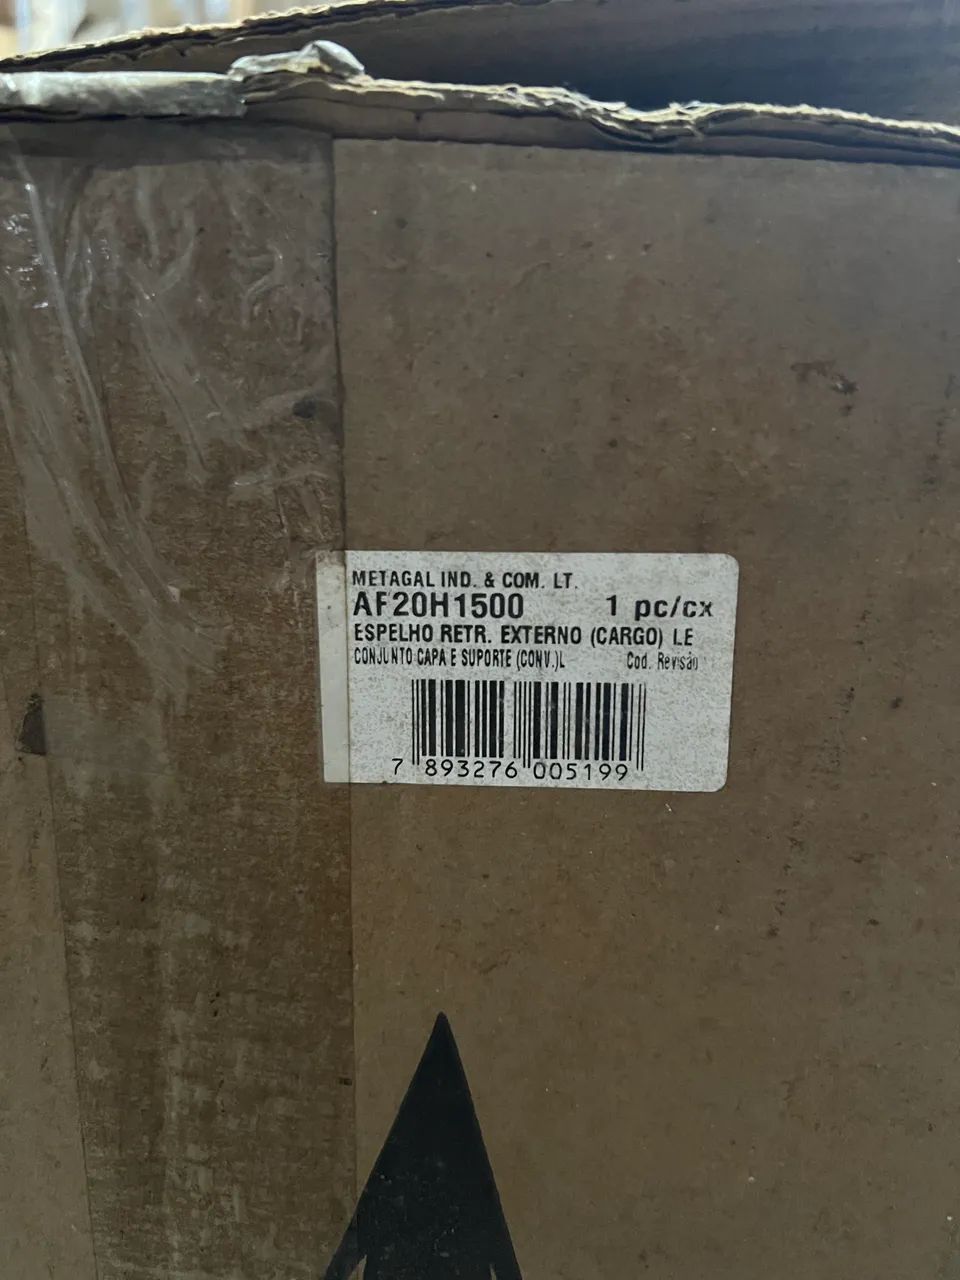 METAGAL IND. & COM. LT.
AF20H1500 1 pc/cx
ESPELHO RETR. EXTERNO (CARGO) LE
CONJUNTO CAPA E SUPORTE (CONV.)L Cod. Revisão
7 893276 005199